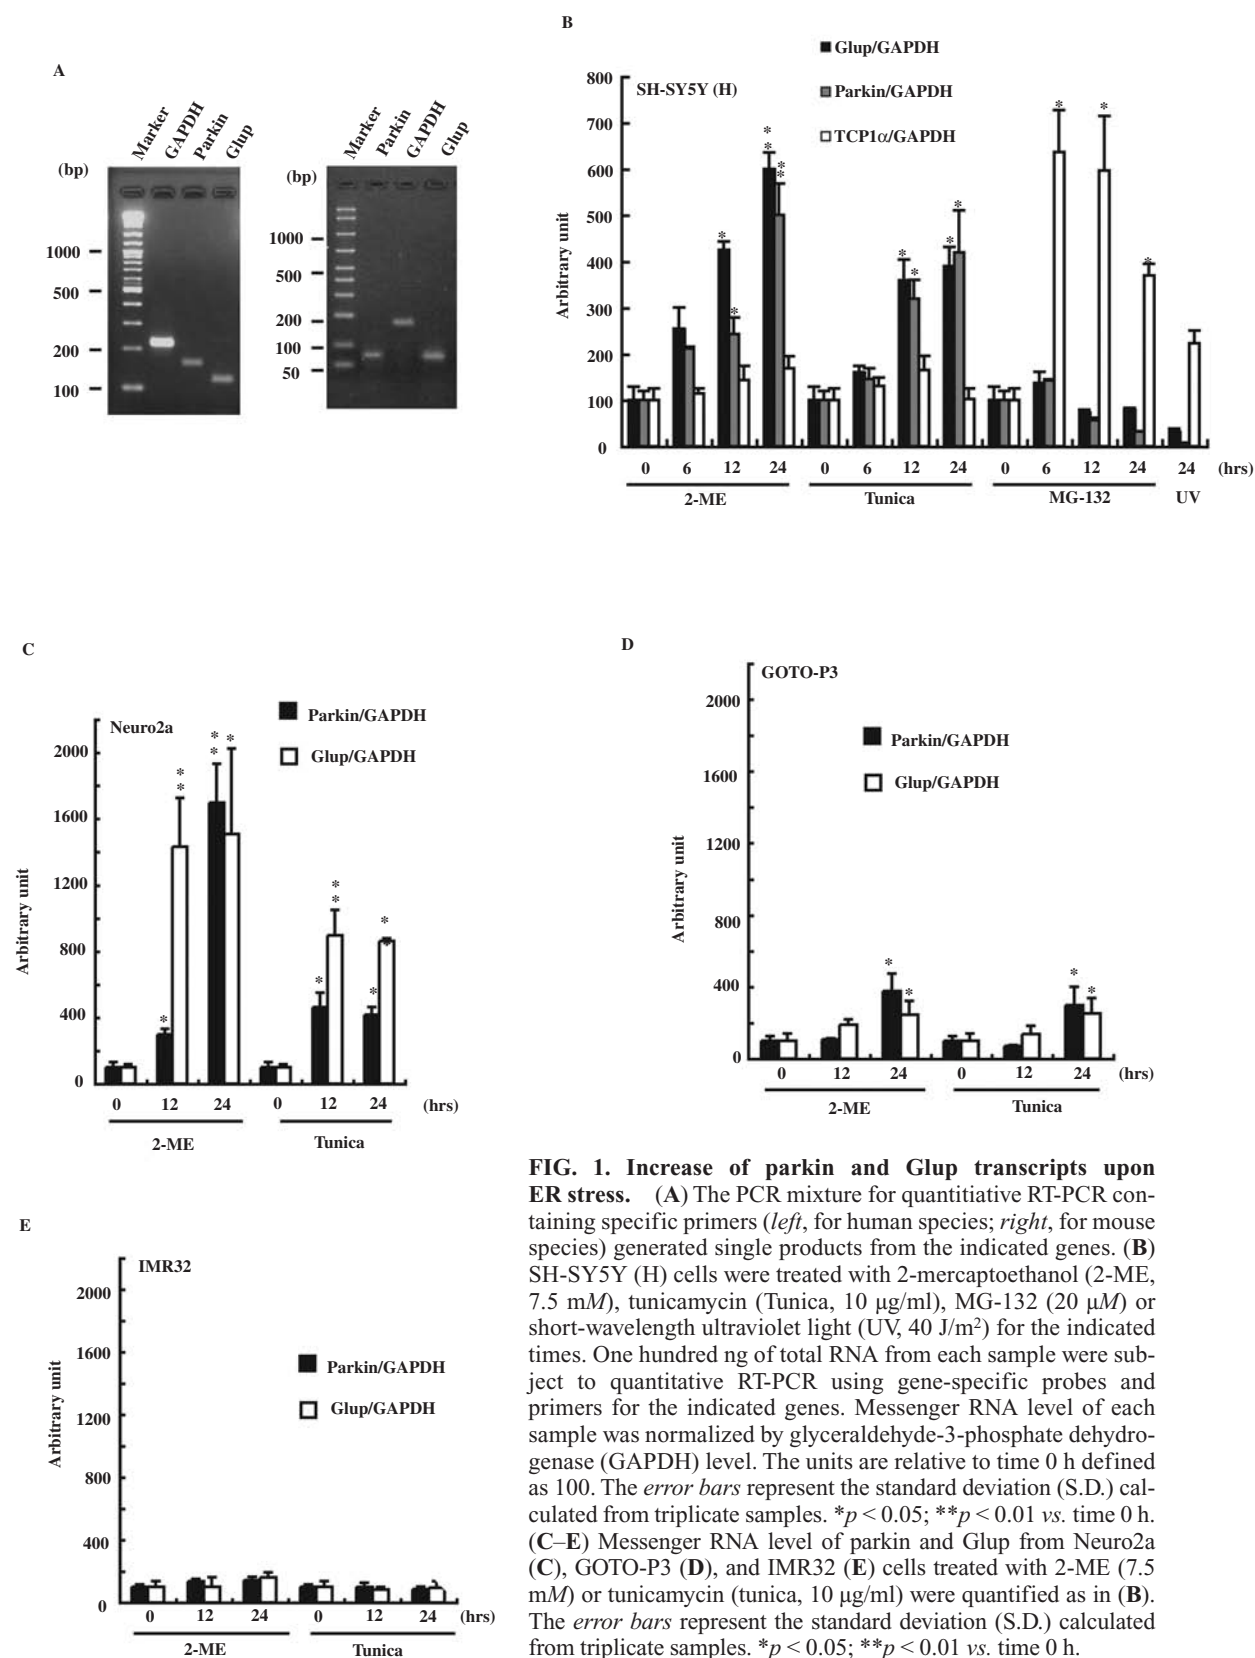 A
Marker
GAPDH
Parkin
Glup
(bp)
1000
500
200
100
Marker
Parkin
GAPDH
Glup
(bp)
1000
500
200
100
50
B
Glup/GAPDH
Parkin/GAPDH
TCP1α/GAPDH
SH-SY5Y (H)
Arbitrary unit
800
700
600
500
400
300
200
100
0
* * * * * * * * * * * * * *
0 6 12 24 0 6 12 24 0 6 12 24 24 (hrs)
2-ME Tunica MG-132 UV
C
Neuro2a
Parkin/GAPDH
Glup/GAPDH
Arbitrary unit
2000
1600
1200
800
400
0
* * * * * * * * * * *
0 12 24 0 12 24 (hrs)
2-ME Tunica
D
GOTO-P3
Parkin/GAPDH
Glup/GAPDH
Arbitrary unit
2000
1600
1200
800
400
0
* * * *
0 12 24 0 12 24 (hrs)
2-ME Tunica
E
IMR32
Parkin/GAPDH
Glup/GAPDH
Arbitrary unit
2000
1600
1200
800
400
0
0 12 24 0 12 24 (hrs)
2-ME Tunica
FIG. 1. Increase of parkin and Glup transcripts upon
ER stress. (A) The PCR mixture for quantitiative RT-PCR con-
taining specific primers (left, for human species; right, for mouse
species) generated single products from the indicated genes. (B)
SH-SY5Y (H) cells were treated with 2-mercaptoethanol (2-ME,
7.5 mM), tunicamycin (Tunica, 10 μg/ml), MG-132 (20 μM) or
short-wavelength ultraviolet light (UV, 40 J/m²) for the indicated
times. One hundred ng of total RNA from each sample were sub-
ject to quantitative RT-PCR using gene-specific probes and
primers for the indicated genes. Messenger RNA level of each
sample was normalized by glyceraldehyde-3-phosphate dehydro-
genase (GAPDH) level. The units are relative to time 0 h defined
as 100. The error bars represent the standard deviation (S.D.) cal-
culated from triplicate samples. *p < 0.05; **p < 0.01 vs. time 0 h.
(C–E) Messenger RNA level of parkin and Glup from Neuro2a
(C), GOTO-P3 (D), and IMR32 (E) cells treated with 2-ME (7.5
mM) or tunicamycin (tunica, 10 μg/ml) were quantified as in (B).
The error bars represent the standard deviation (S.D.) calculated
from triplicate samples. *p < 0.05; **p < 0.01 vs. time 0 h.